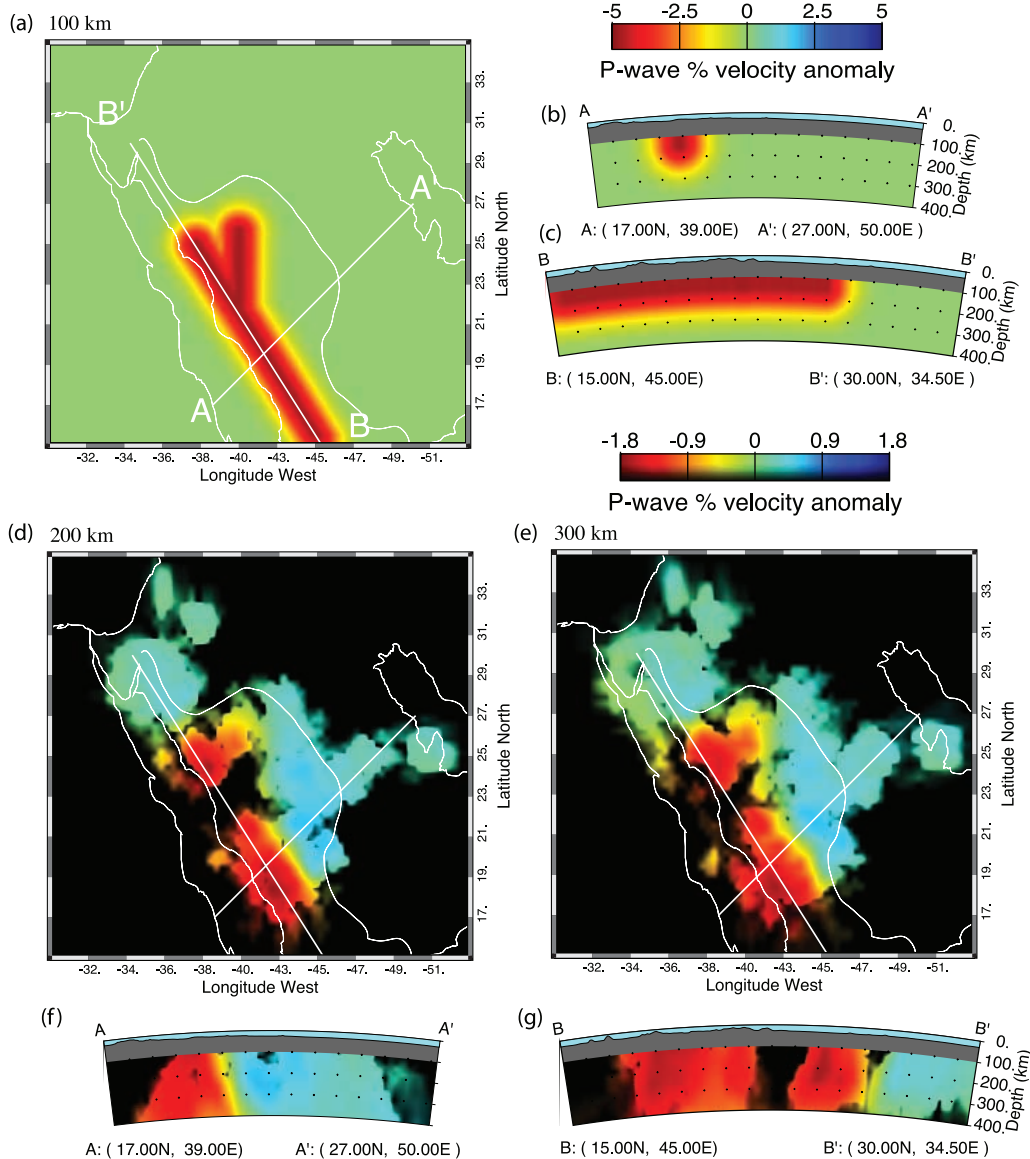 (a) 100 km
-5 -2.5 0 2.5 5
P-wave % velocity anomaly
B'
A
A
B
33.
31.
29.
27.
25.
23.
21.
19.
17.
Latitude North
-32. -34. -36. -38. -40. -43. -45. -47. -49. -51.
Longitude West
(b)
A A'
0.
100.
200.
300.
400.
Depth (km)
A: ( 17.00N, 39.00E) A': ( 27.00N, 50.00E )
(c)
B B'
0.
100.
200.
300.
400.
Depth (km)
B: ( 15.00N, 45.00E) B': ( 30.00N, 34.50E )
-1.8 -0.9 0 0.9 1.8
P-wave % velocity anomaly
(d) 200 km
33.
31.
29.
27.
25.
23.
21.
19.
17.
Latitude North
-32. -34. -36. -38. -40. -43. -45. -47. -49. -51.
Longitude West
(e) 300 km
33.
31.
29.
27.
25.
23.
21.
19.
17.
Latitude North
-32. -34. -36. -38. -40. -43. -45. -47. -49. -51.
Longitude West
(f)
A A'
A: ( 17.00N, 39.00E) A': ( 27.00N, 50.00E )
(g)
B B'
0.
100.
200.
300.
400.
Depth (km)
B: ( 15.00N, 45.00E) B': ( 30.00N, 34.50E )